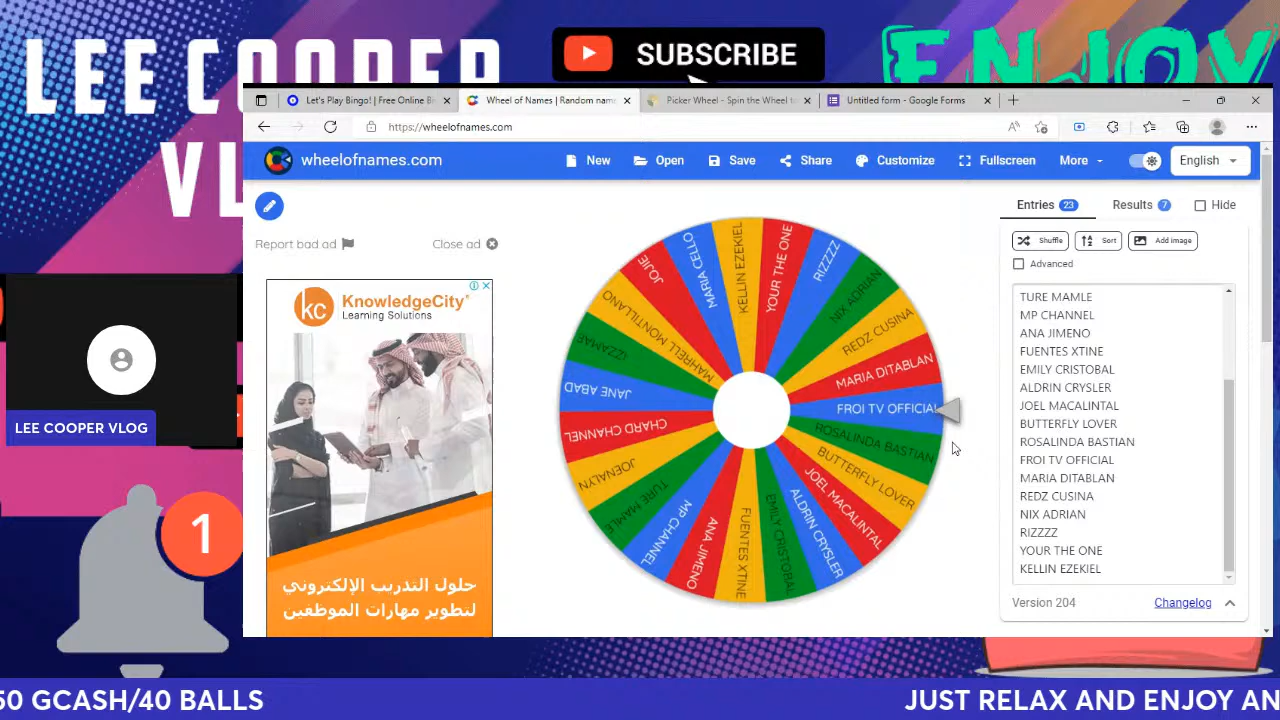 LEE COOPER
SUBSCRIBE
ENJOY
Let's Play Bingo! | Free Online B
Wheel of Names | Random nam
Picker Wheel - Spin the Wheel to
Untitled form - Google Forms
https://wheelofnames.com
wheelofnames.com
New
Open
Save
Share
Customize
Fullscreen
More
English
Entries 23
Results 7
Hide
Report bad ad
Close ad
Shuffle
Sort
Add image
Advanced
KnowledgeCity
Learning Solutions
kc
حلول التدريب الإلكتروني
لتطوير مهارات الموظفين
YOUR THE ONE
RIZZZZ
NIX ADRIAN
REDZ CUSINA
MARIA DITABLAN
FROI TV OFFICIAL
ROSALINDA BASTIAN
BUTTERFLY LOVER
JOEL MACALINTAL
ALDRIN CRYSLER
EMILY CRISTOBAL
FUENTES XTINE
ANA JIMENO
MP CHANNEL
TURE MAMLE
JOENALYN
CHARD CHANNEL
JANE ABAD
IZZAMAE
MAHRRELL MONTILLANO
JOJIE
MARIA CELLO
KELLIN EZEKIEL
TURE MAMLE
MP CHANNEL
ANA JIMENO
FUENTES XTINE
EMILY CRISTOBAL
ALDRIN CRYSLER
JOEL MACALINTAL
BUTTERFLY LOVER
ROSALINDA BASTIAN
FROI TV OFFICIAL
MARIA DITABLAN
REDZ CUSINA
NIX ADRIAN
RIZZZZ
YOUR THE ONE
KELLIN EZEKIEL
Version 204
Changelog
VL
LEE COOPER VLOG
1
50 GCASH/40 BALLS
JUST RELAX AND ENJOY AN